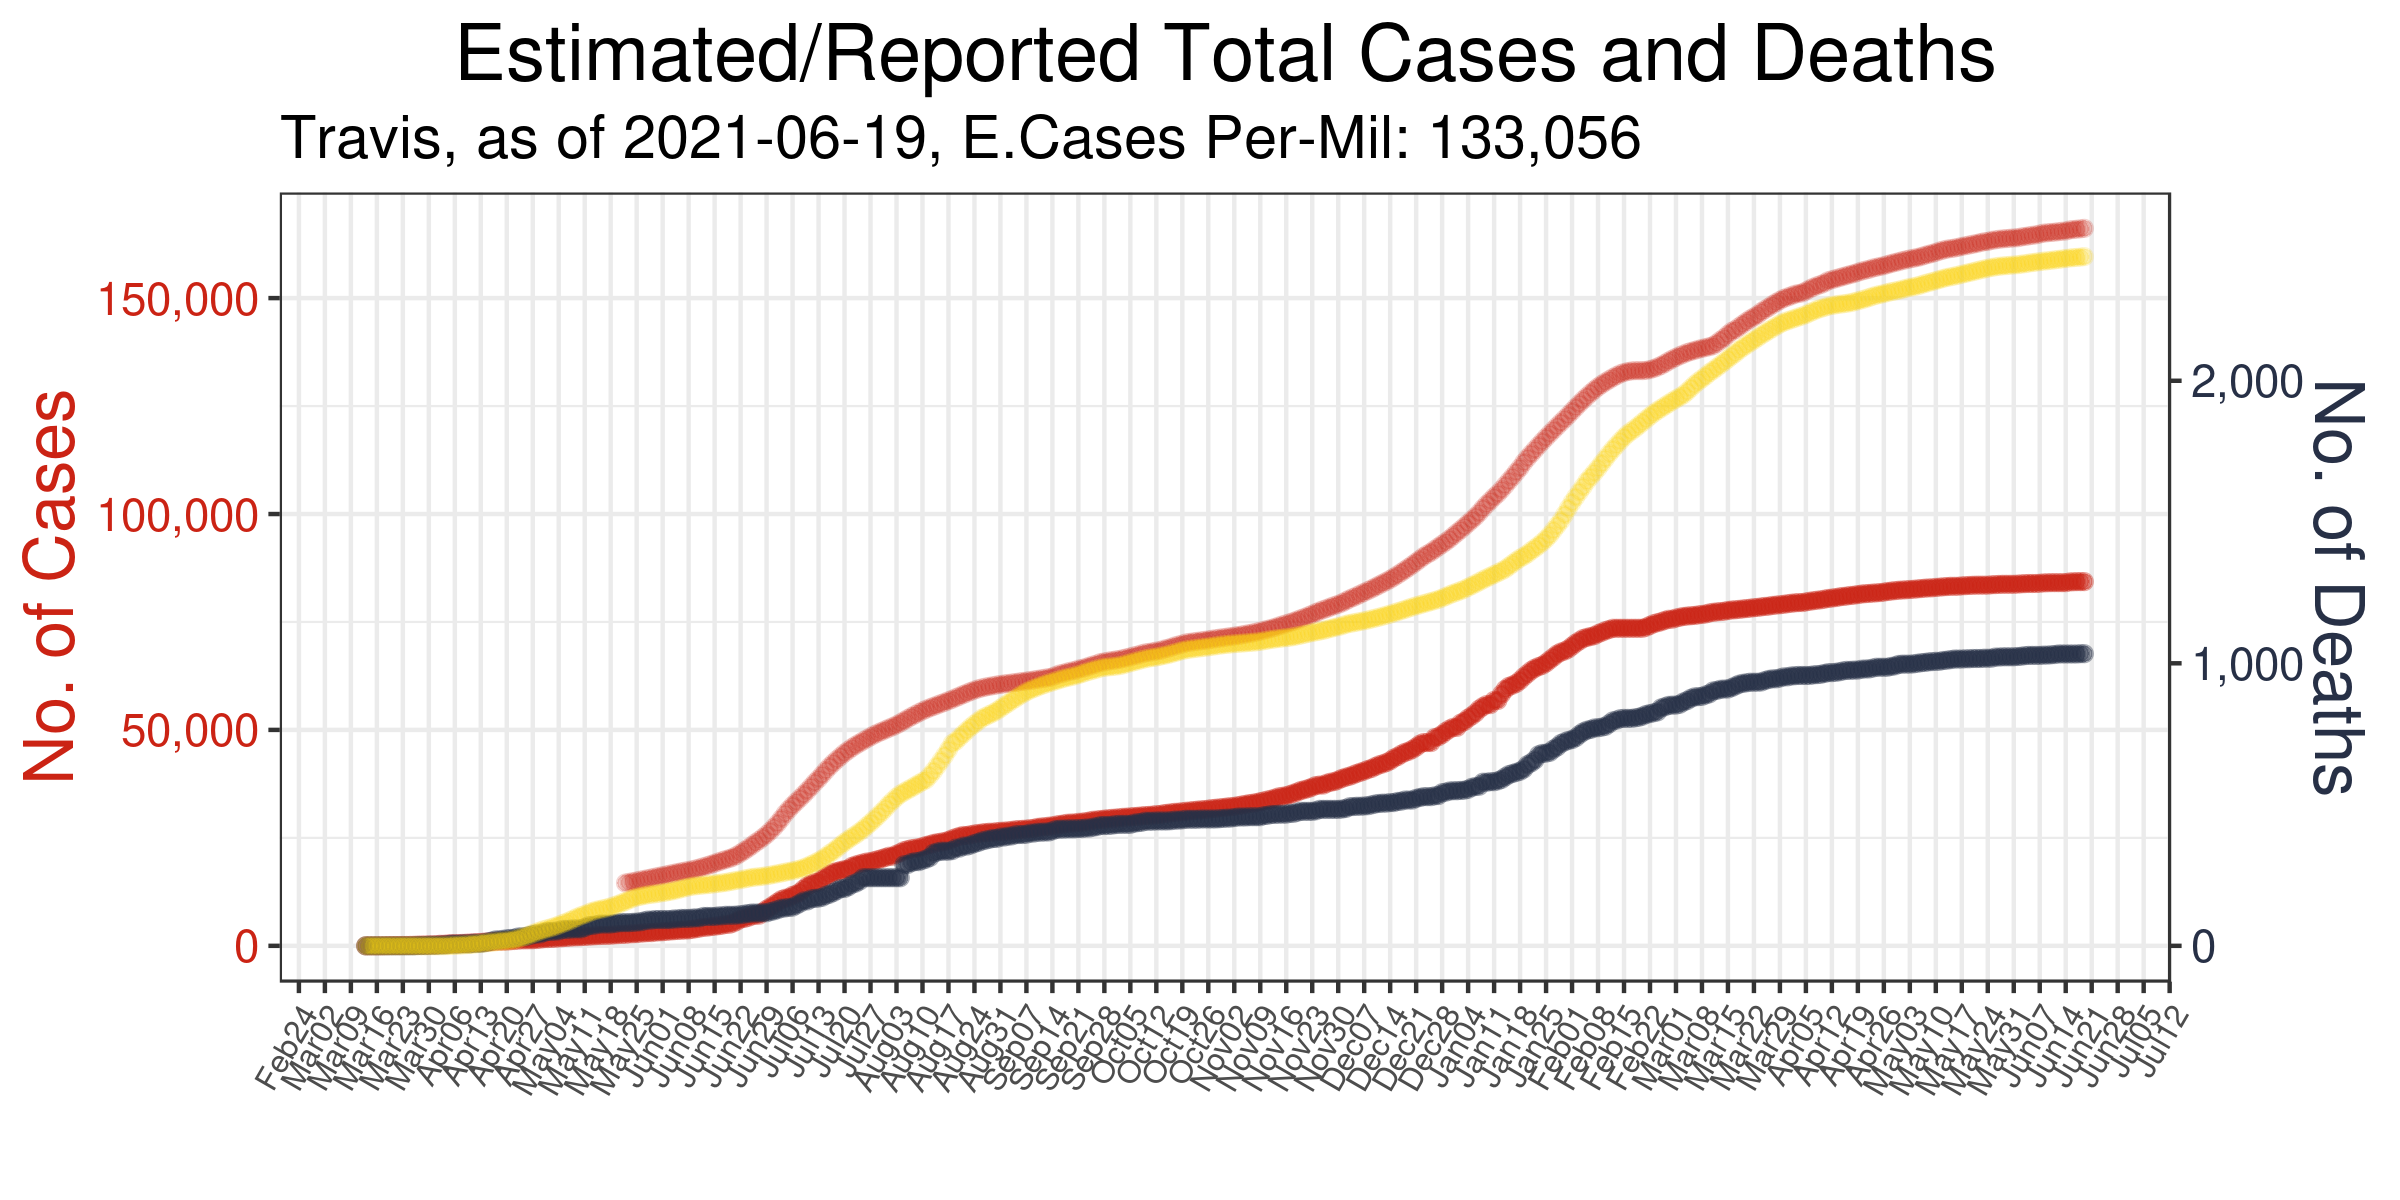 Estimated/Reported Total Cases and Deaths
Travis, as of 2021-06-19, E.Cases Per-Mil: 133,056
No. of Cases
150,000
100,000
50,000
0
2,000
1,000
0
No. of Deaths
Feb24
Mar02
Mar09
Mar16
Mar23
Mar30
Apr06
Apr13
Apr20
Apr27
May04
May11
May18
May25
Jun01
Jun08
Jun15
Jun22
Jun29
Jul06
Jul13
Jul20
Jul27
Aug03
Aug10
Aug17
Aug24
Aug31
Sep07
Sep14
Sep21
Sep28
Oct05
Oct12
Oct19
Oct26
Nov02
Nov09
Nov16
Nov23
Nov30
Dec07
Dec14
Dec21
Dec28
Jan04
Jan11
Jan18
Jan25
Feb01
Feb08
Feb15
Feb22
Mar01
Mar08
Mar15
Mar22
Mar29
Apr05
Apr12
Apr19
Apr26
May03
May10
May17
May24
May31
Jun07
Jun14
Jun21
Jun28
Jul05
Jul12